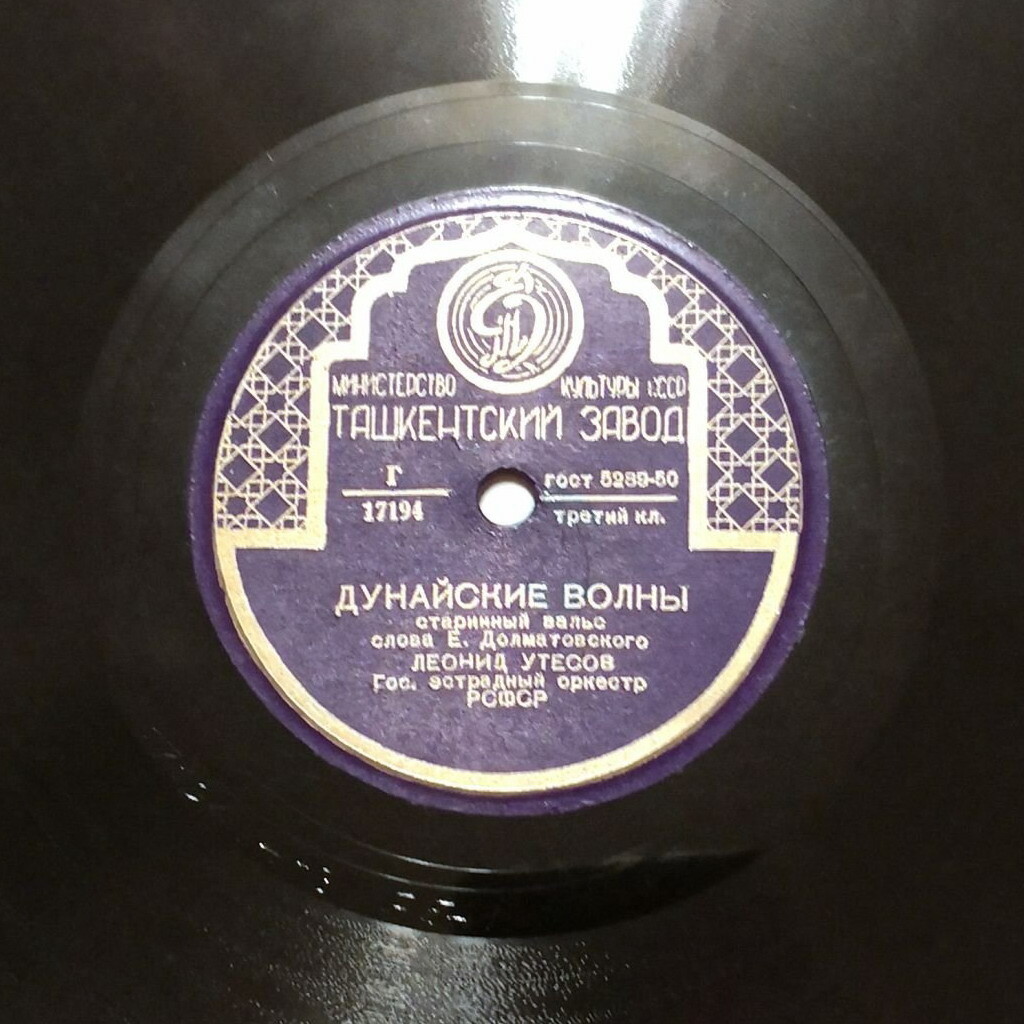 МИНИСТЕРСТВО КУЛЬТУРЫ СССР
ТАШКЕНТСКИЙ ЗАВОД
Г ГОСТ 5289-50
17194 третий кл.
ДУНАЙСКИЕ ВОЛНЫ
старинный вальс
слова Е. Долматовского
ЛЕОНИД УТЕСОВ
Гос. эстрадный оркестр
РСФСР